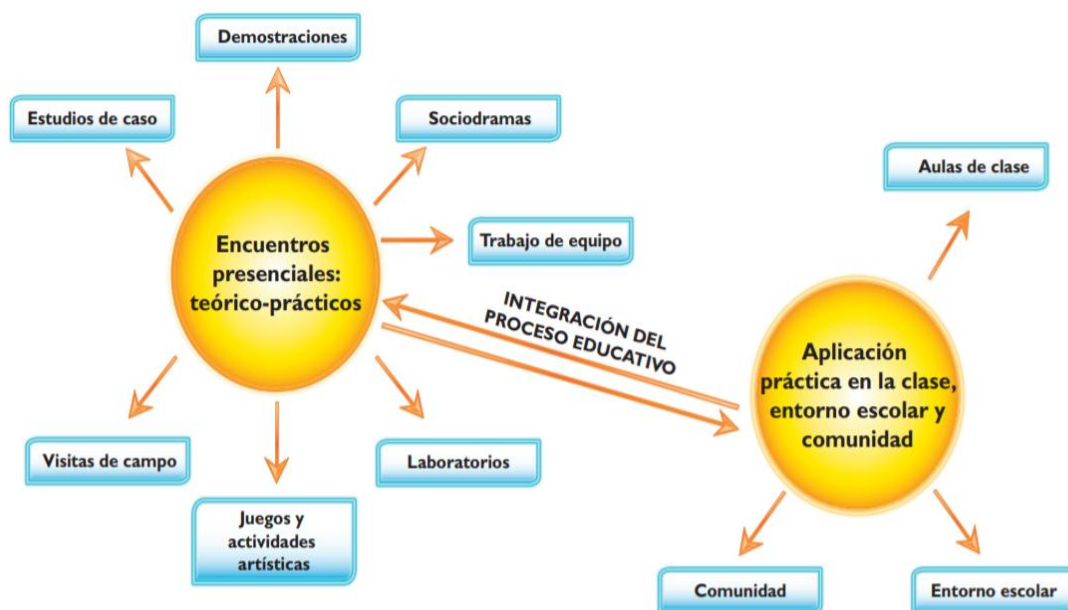 Demostraciones
Estudios de caso
Sociodramas
Aulas de clase
Trabajo de equipo
Encuentros
presenciales:
teórico-prácticos
INTEGRACIÓN DEL
PROCESO EDUCATIVO
Aplicación
práctica en la clase,
entorno escolar y
comunidad
Visitas de campo
Laboratorios
Juegos y
actividades
artísticas
Comunidad
Entorno escolar